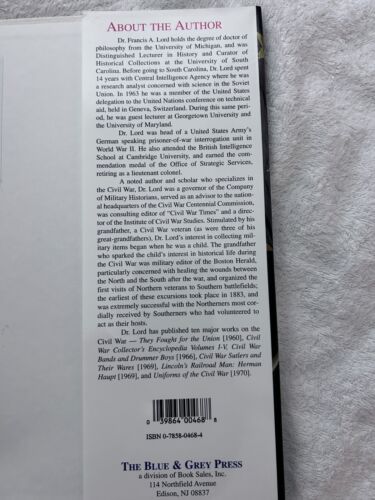 ABOUT THE AUTHOR
Dr. Francis A. Lord holds the degree of doctor of
philosophy from the University of Michigan, and was
Distinguished Lecturer in History and Curator of
Historical Collections at the University of South
Carolina. Before going to South Carolina, Dr. Lord spent
14 years with Central Intelligence Agency where he was
a research analyst concerned with science in the Soviet
Union. In 1963 he was a member of the United States
delegation to the United Nations conference on technical
aid, held in Geneva, Switzerland. During this same peri-
od, he was guest lecturer at Georgetown University and
the University of Maryland.
Dr. Lord was head of a United States Army's
German speaking prisoner-of-war interrogation unit in
World War II. He also attended the British Intelligence
School at Cambridge University, and earned the com-
mendation medal of the Office of Strategic Services,
retiring as a lieutenant colonel.
A noted author and scholar who specializes in
the Civil War, Dr. Lord was a governor of the Company
of Military Historians, served as an advisor to the nation-
al headquarters of the Civil War Centennial Commission,
was consulting editor of "Civil War Times" and a direc-
tor of the Institute of Civil War Studies. Stimulated by his
grandfather, a Civil War veteran (as were three of his
great-grandfathers), Dr. Lord's interest in collecting mil-
itary items began when he was a child. The grandfather
who sparked the child's interest in historical life during
the Civil War was military editor of the Boston Herald,
particularly concerned with healing the wounds between
the North and the South after the war, and organized the
first visits of Northern veterans to Southern battlefields;
the earliest of these excursions took place in 1883, and
was extremely successful with the Northerners most cor-
dially received by Southerners who had volunteered to
act as their hosts.
Dr. Lord has published ten major works on the
Civil War — They Fought for the Union [1960], Civil
War Collector's Encyclopedia Volumes I-V, Civil War
Bands and Drummer Boys [1966], Civil War Sutlers and
Their Wares [1969], Lincoln's Railroad Man: Herman
Haupt [1969], and Uniforms of the Civil War [1970].
0 39864 00468 8
ISBN 0-7858-0468-4
THE BLUE & GREY PRESS
a division of Book Sales, Inc.
114 Northfield Avenue
Edison, NJ 08837